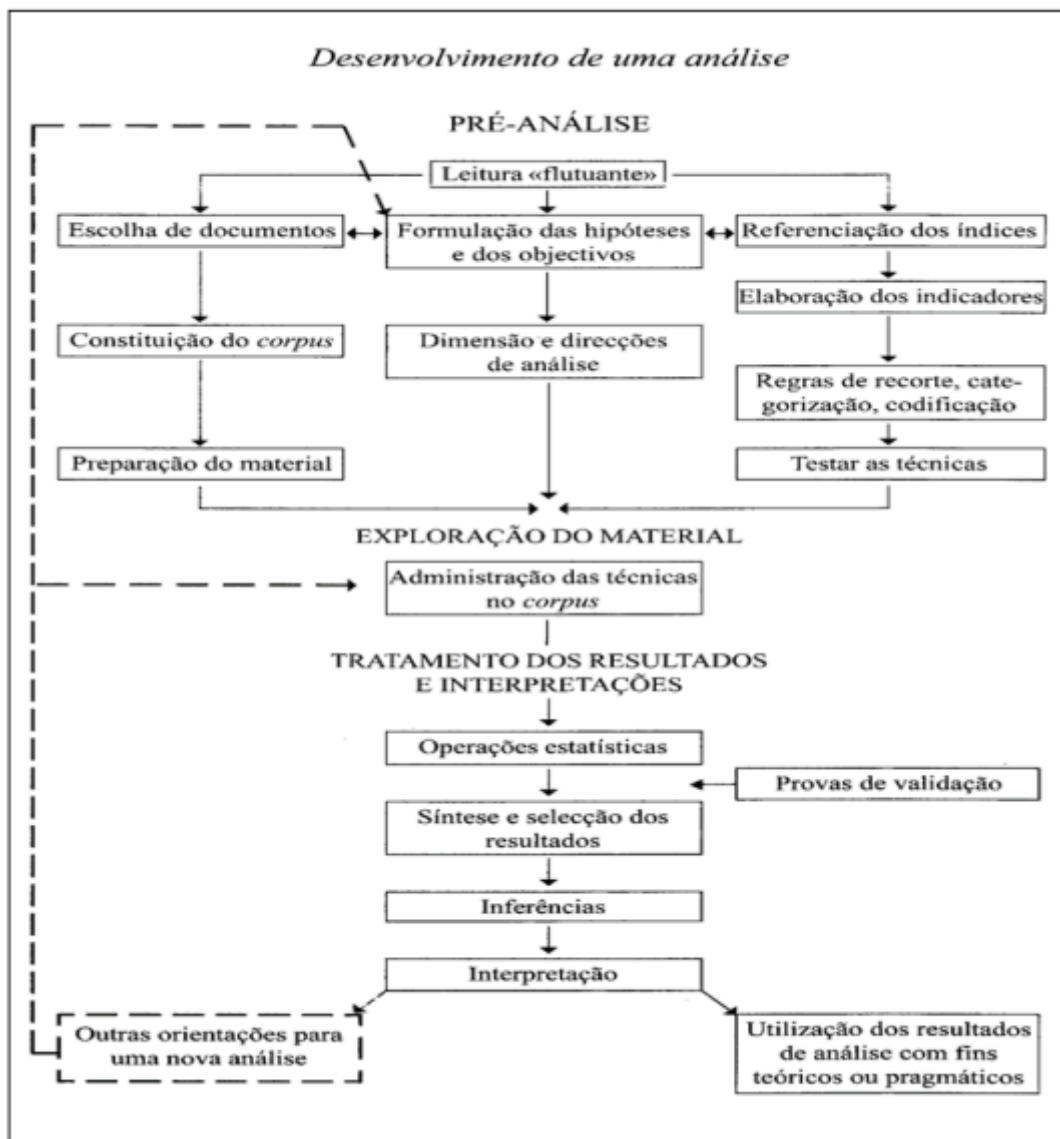 Desenvolvimento de uma análise
PRÉ-ANÁLISE
Leitura «flutuante»
Escolha de documentos
Formulação das hipóteses
e dos objectivos
Referenciação dos índices
Elaboração dos indicadores
Constituição do corpus
Dimensão e direcções
de análise
Regras de recorte, cate-
gorização, codificação
Preparação do material
Testar as técnicas
EXPLORAÇÃO DO MATERIAL
Administração das técnicas
no corpus
TRATAMENTO DOS RESULTADOS
E INTERPRETAÇÕES
Operações estatísticas
Provas de validação
Síntese e selecção dos
resultados
Inferências
Interpretação
Outras orientações para
uma nova análise
Utilização dos resultados
de análise com fins
teóricos ou pragmáticos